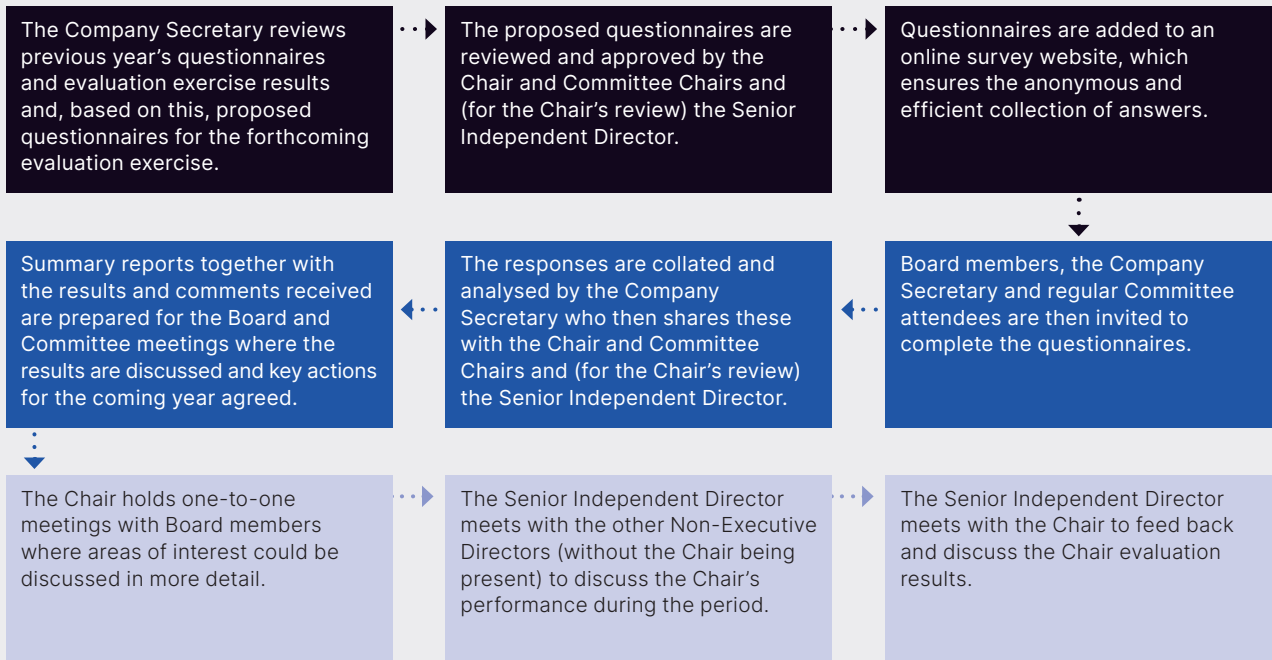 The Company Secretary reviews
previous year’s questionnaires
and evaluation exercise results
and, based on this, proposed
questionnaires for the forthcoming
evaluation exercise.
The proposed questionnaires are
reviewed and approved by the
Chair and Committee Chairs and
(for the Chair’s review) the Senior
Independent Director.
Questionnaires are added to an
online survey website, which
ensures the anonymous and
efficient collection of answers.
Board members, the Company
Secretary and regular Committee
attendees are then invited to
complete the questionnaires.
The responses are collated and
analysed by the Company
Secretary who then shares these
with the Chair and Committee
Chairs and (for the Chair’s review)
the Senior Independent Director.
Summary reports together with
the results and comments received
are prepared for the Board and
Committee meetings where the
results are discussed and key actions
for the coming year agreed.
The Chair holds one-to-one
meetings with Board members
where areas of interest could be
discussed in more detail.
The Senior Independent Director
meets with the other Non-Executive
Directors (without the Chair being
present) to discuss the Chair’s
performance during the period.
The Senior Independent Director
meets with the Chair to feed back
and discuss the Chair evaluation
results.